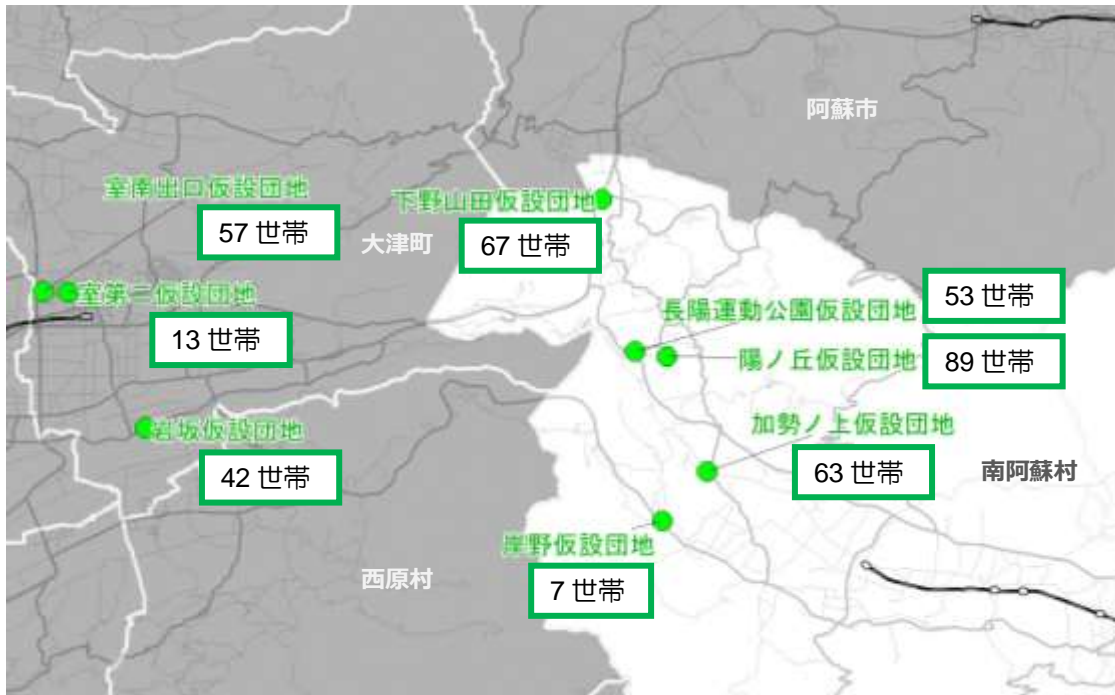 阿蘇市
室南出口仮設団地
57 世帯
大津町
下野山田仮設団地
67 世帯
室第二仮設団地
13 世帯
長陽運動公園仮設団地
53 世帯
陽ノ丘仮設団地
89 世帯
岩坂仮設団地
42 世帯
加勢ノ上仮設団地
63 世帯
南阿蘇村
岸野仮設団地
7 世帯
西原村